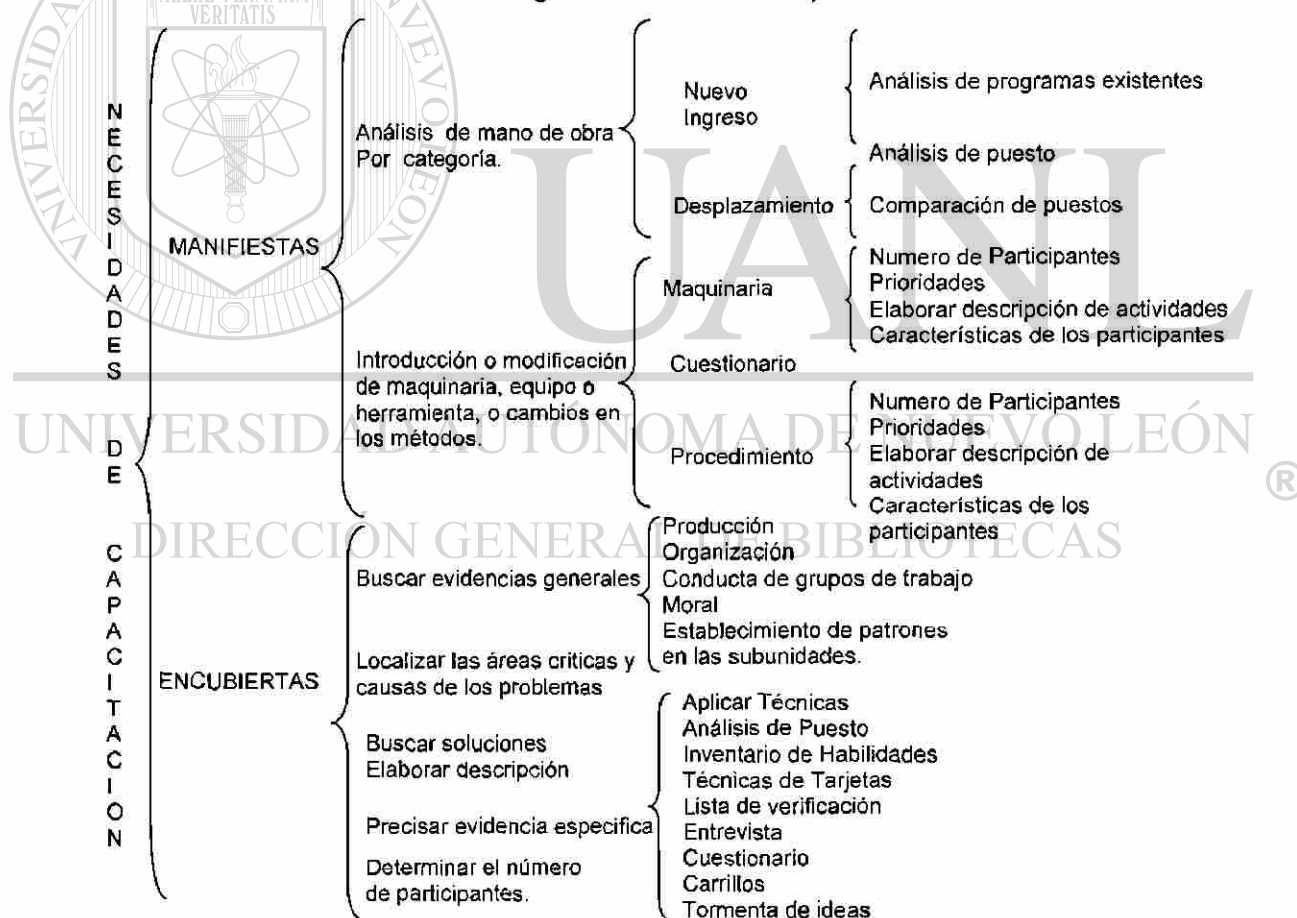 NECESIDADES DE CAPACITACION
MANIFIESTAS
Análisis de mano de obra
Por categoría.
Nuevo
Ingreso
Análisis de programas existentes
Desplazamiento
Análisis de puesto
Comparación de puestos
Introducción o modificación
de maquinaria, equipo o
herramienta, o cambios en
los métodos.
Maquinaria
Numero de Participantes
Prioridades
Elaborar descripción de actividades
Características de los participantes
Cuestionario
Procedimiento
Numero de Participantes
Prioridades
Elaborar descripción de
actividades
Características de los
participantes
ENCUBIERTAS
Buscar evidencias generales
Producción
Organización
Conducta de grupos de trabajo
Moral
Establecimiento de patrones
en las subunidades.
Localizar las áreas criticas y
causas de los problemas
Buscar soluciones
Elaborar descripción
Precisar evidencia especifica
Aplicar Técnicas
Análisis de Puesto
Inventario de Habilidades
Técnicas de Tarjetas
Lista de verificación
Entrevista
Cuestionario
Carrillos
Tormenta de ideas
Determinar el número
de participantes.
UANL
UNIVERSIDAD AUTÓNOMA DE NUEVO LEÓN
®
DIRECCIÓN GENERAL DE BIBLIOTECAS
VERITATIS